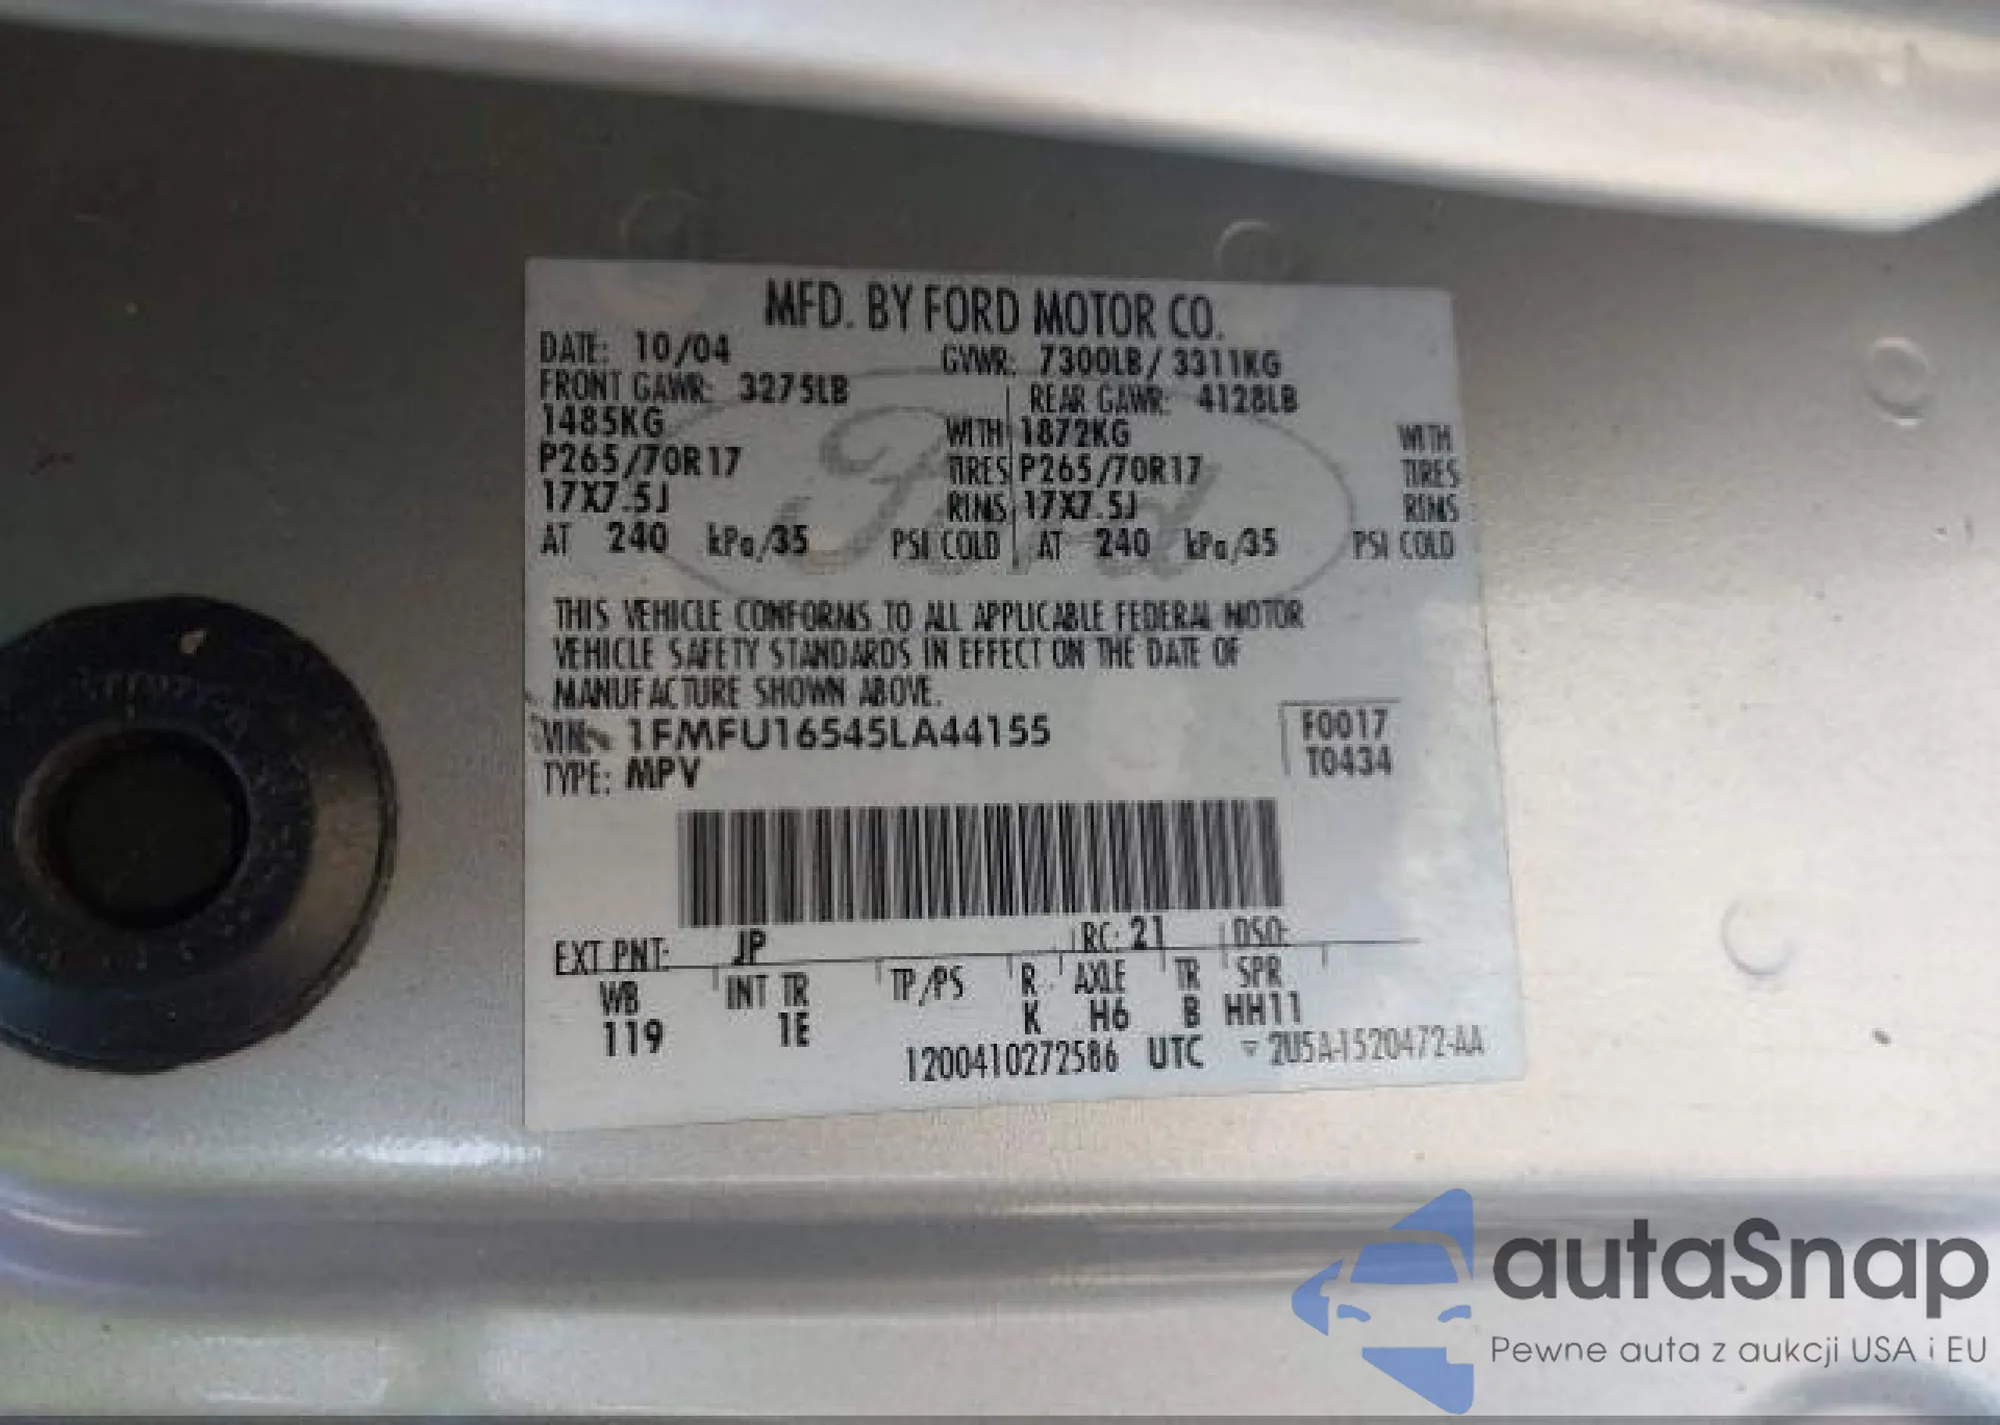 MFD. BY FORD MOTOR CO.
DATE: 10/04 GVWR: 7300LB/ 3311KG
FRONT GAWR: 3275LB REAR GAWR: 4128LB
1485KG WITH 1872KG WITH
P265/70R17 TIRES P265/70R17 TIRES
17X7.5J RIMS 17X7.5J RIMS
AT 240 kPa/35 PSI COLD AT 240 kPa/35 PSI COLD
Ford
THIS VEHICLE CONFORMS TO ALL APPLICABLE FEDERAL MOTOR
VEHICLE SAFETY STANDARDS IN EFFECT ON THE DATE OF
MANUFACTURE SHOWN ABOVE.
VIN: 1FMFU16545LA44155 F0017
TYPE: MPV T0434
EXT PNT: JP RC: 21 DSO:
WB INT TR TP/PS R AXLE TR SPR
119 1E K H6 B HH11
1200410272586 UTC 2U5A-1520472-AA
autaSnap
Pewne auta z aukcji USA i EU